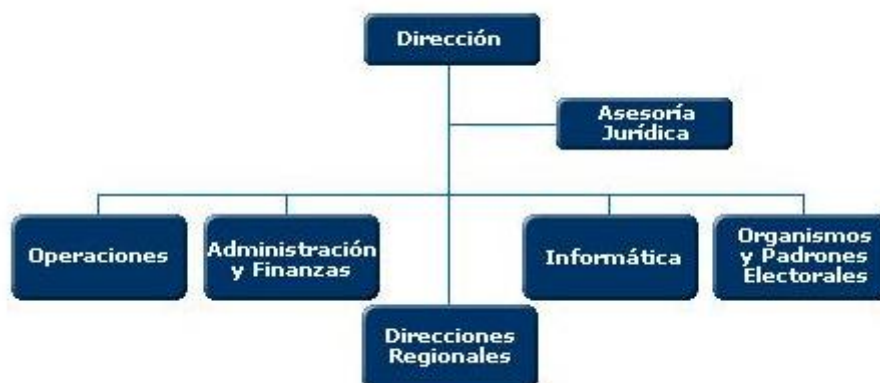 Dirección
Asesoría
Jurídica
Operaciones
Administración
y Finanzas
Informática
Organismos
y Padrones
Electorales
Direcciones
Regionales